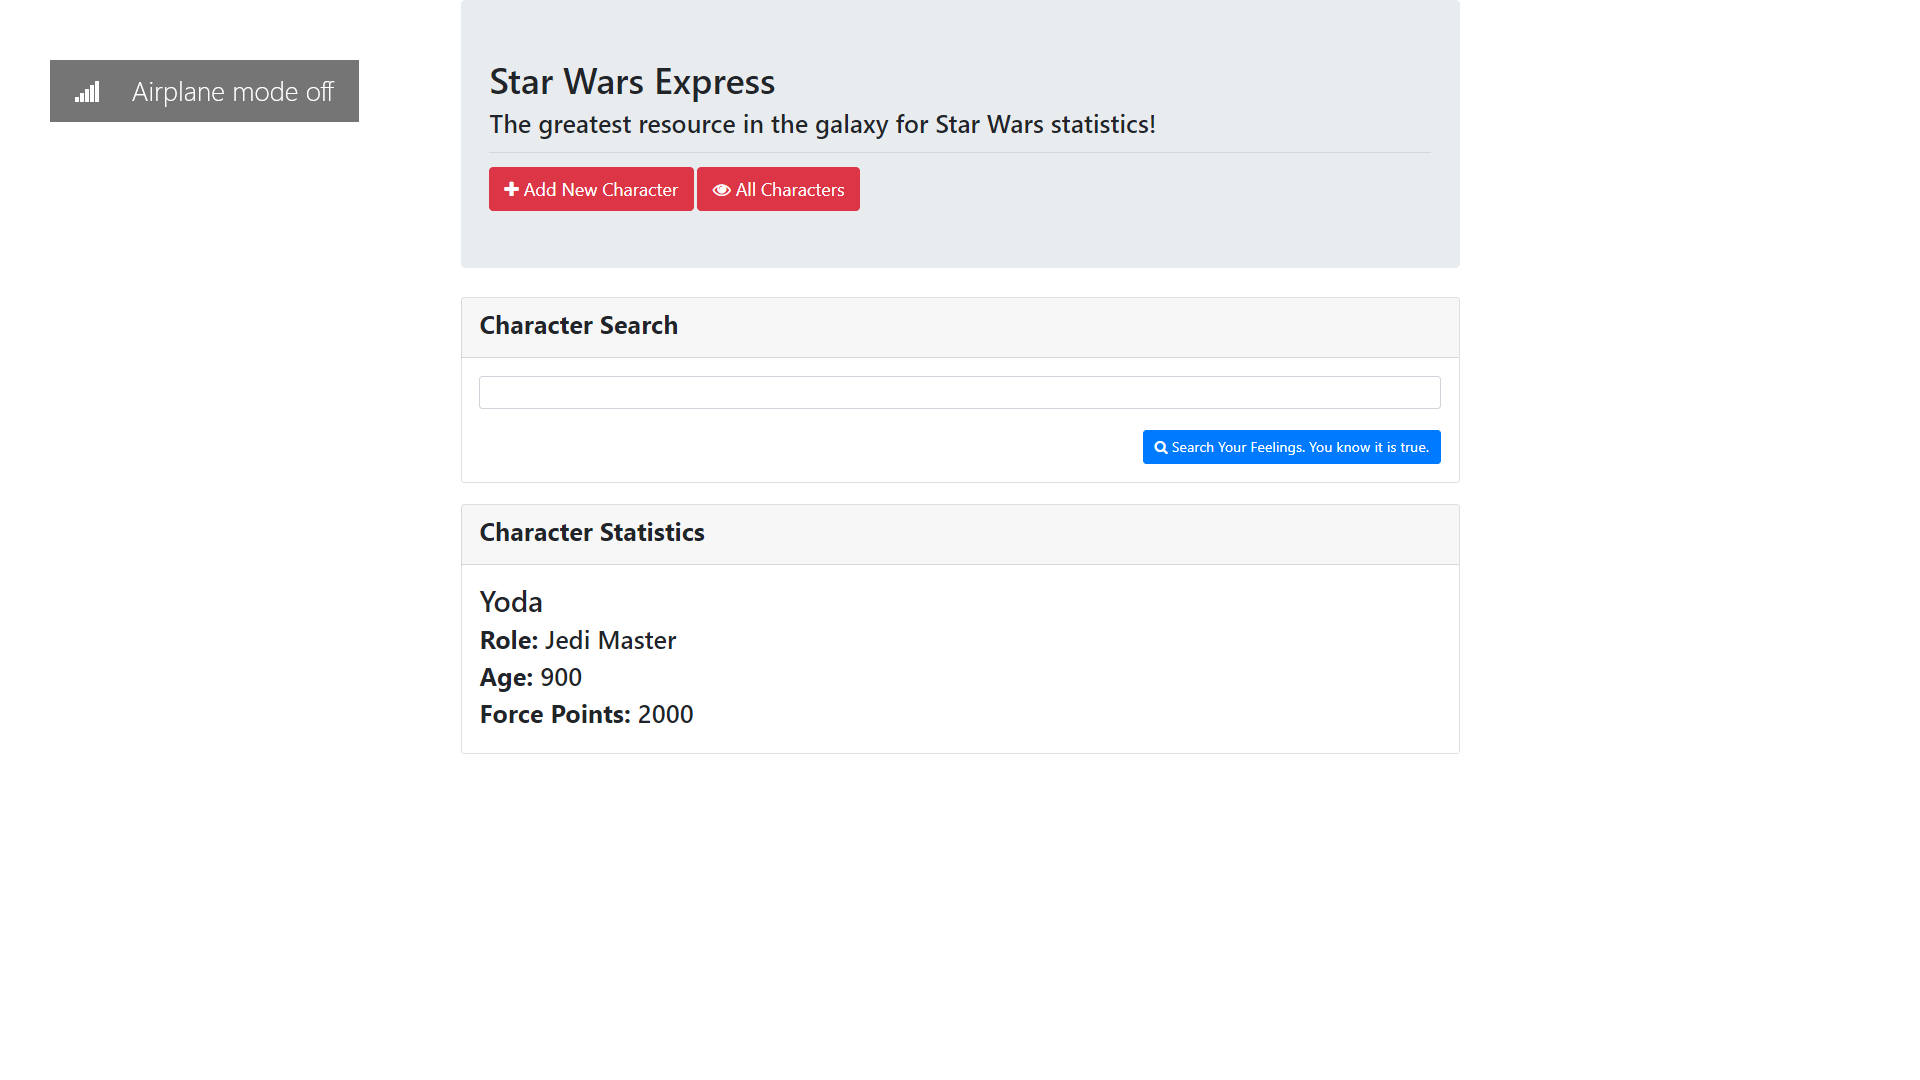 Airplane mode off
Star Wars Express
The greatest resource in the galaxy for Star Wars statistics!
Add New Character All Characters
Character Search
Search Your Feelings. You know it is true.
Character Statistics
Yoda
Role: Jedi Master
Age: 900
Force Points: 2000